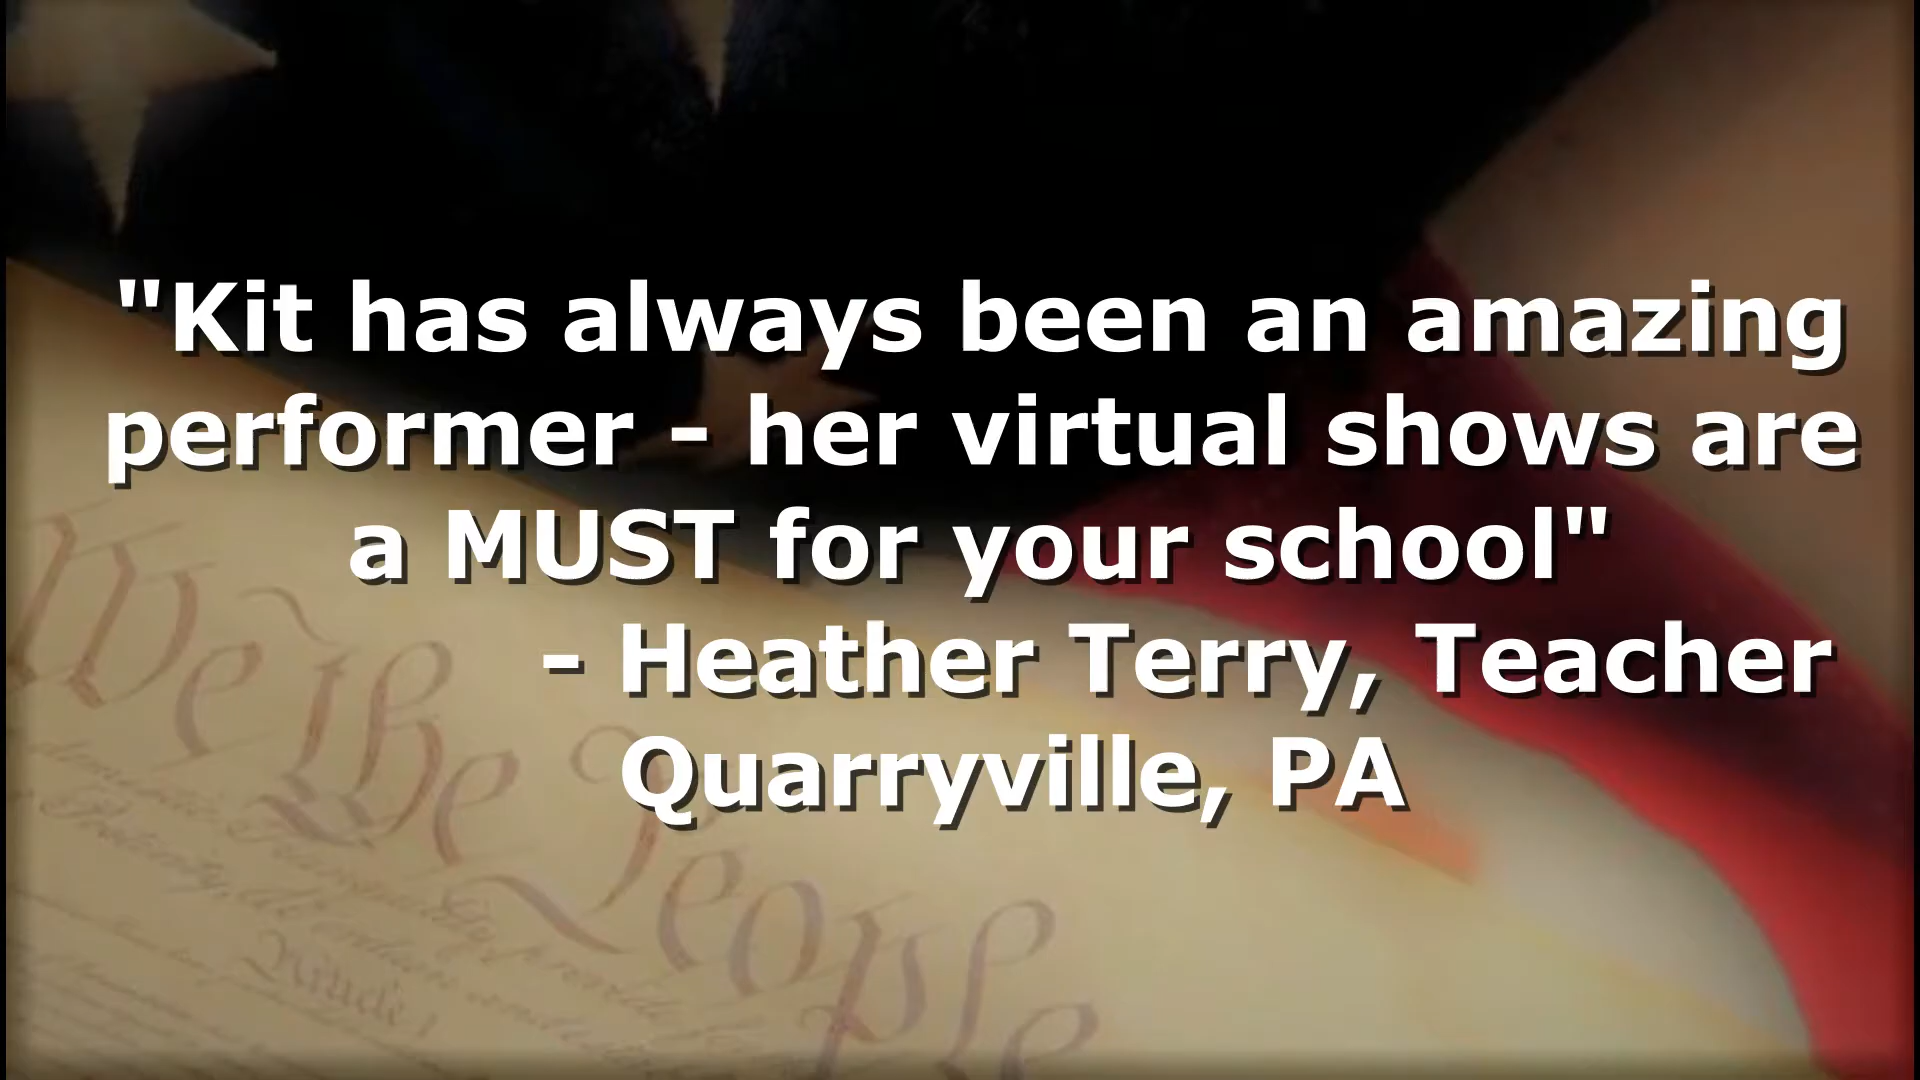 "Kit has always been an amazing
performer - her virtual shows are
a MUST for your school"
- Heather Terry, Teacher
Quarryville, PA
We the People